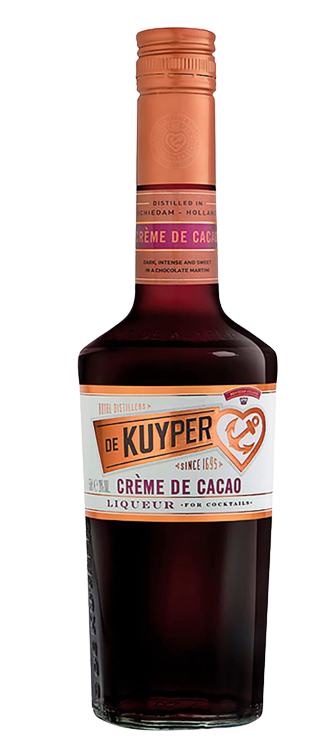 DISTILLED IN
SCHIEDAM - HOLLAND
CRÈME DE CACAO
DARK, INTENSE AND SWEET
IN A CHOCOLATE MARTINI
ROYAL DISTILLERS
DE KUYPER
SINCE 1695
CRÈME DE CACAO
LIQUEUR •FOR COCKTAILS•